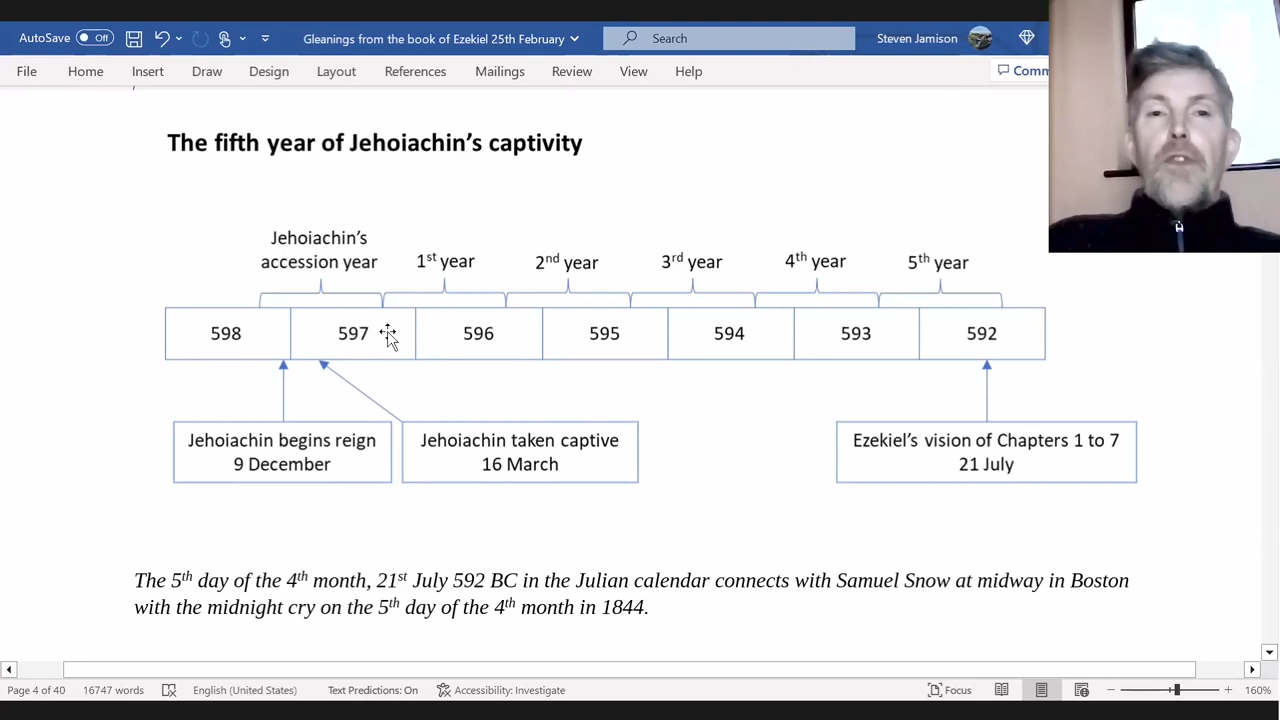 AutoSave Off Gleanings from the book of Ezekiel 25th February Search Steven Jamison
File Home Insert Draw Design Layout References Mailings Review View Help Comm
The fifth year of Jehoiachin's captivity
Jehoiachin's
accession year 1st year 2nd year 3rd year 4th year 5th year
598 597 596 595 594 593 592
Jehoiachin begins reign
9 December
Jehoiachin taken captive
16 March
Ezekiel's vision of Chapters 1 to 7
21 July
The 5th day of the 4th month, 21st July 592 BC in the Julian calendar connects with Samuel Snow at midway in Boston
with the midnight cry on the 5th day of the 4th month in 1844.
Page 4 of 40 16747 words English (United States) Text Predictions: On Accessibility: Investigate Focus 160%